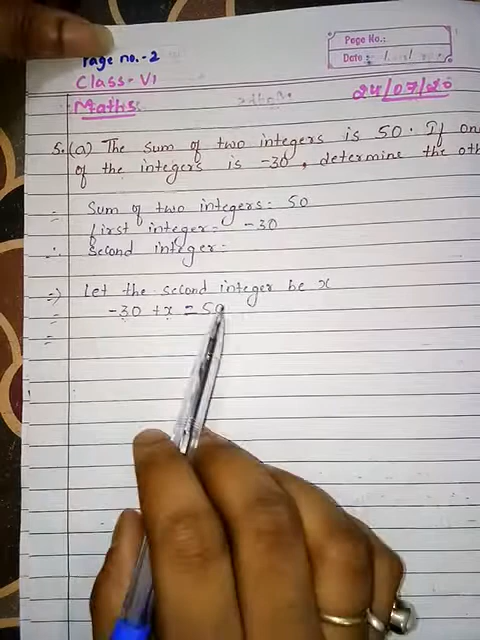 Page no.-2
Page No.:
Class-VI
Date:
Maths
24/07/20
5.(a) The sum of two integers is 50. If one
of the integers is -30, determine the oth
= Sum of two integers = 50
First integer = -30
∴ Second integer =
=) Let the second integer be x
= -30 + x = 50
=